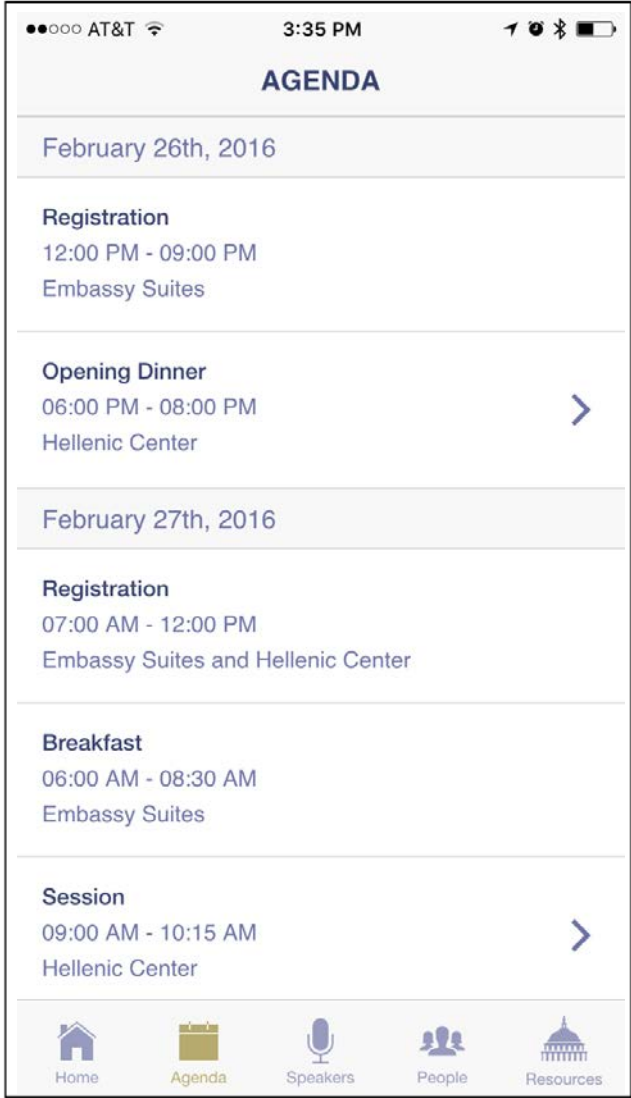 AT&T 3:35 PM
AGENDA
February 26th, 2016
Registration
12:00 PM - 09:00 PM
Embassy Suites
Opening Dinner
06:00 PM - 08:00 PM
Hellenic Center
February 27th, 2016
Registration
07:00 AM - 12:00 PM
Embassy Suites and Hellenic Center
Breakfast
06:00 AM - 08:30 AM
Embassy Suites
Session
09:00 AM - 10:15 AM
Hellenic Center
Home Agenda Speakers People Resources